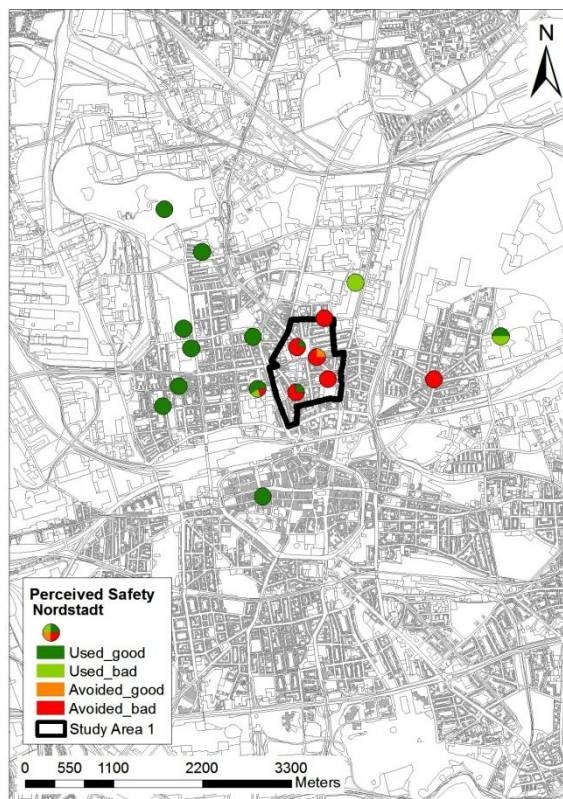 N
Perceived Safety
Nordstadt
Used_good
Used_bad
Avoided_good
Avoided_bad
Study Area 1
0 550 1100 2200 3300
Meters